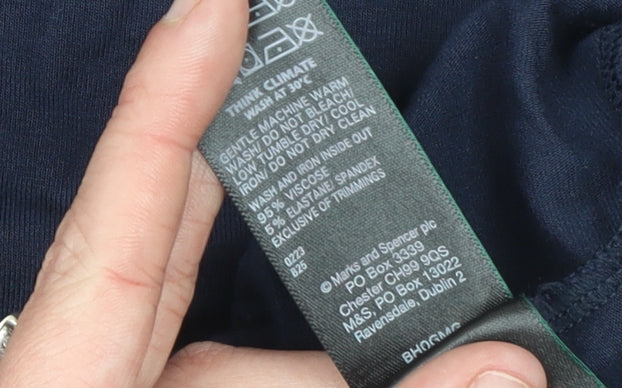 THINK CLIMATE
WASH AT 30°C
GENTLE MACHINE WARM
WASH/ DO NOT BLEACH/
LOW TUMBLE DRY/ COOL
IRON/ DO NOT DRY CLEAN
WASH AND IRON INSIDE OUT
95% VISCOSE
5% ELASTANE/ SPANDEX
EXCLUSIVE OF TRIMMINGS
0223
B25
© Marks and Spencer plc
PO Box 3339
Chester CH99 9QS
M&S, PO Box 13022
Ravensdale, Dublin 2